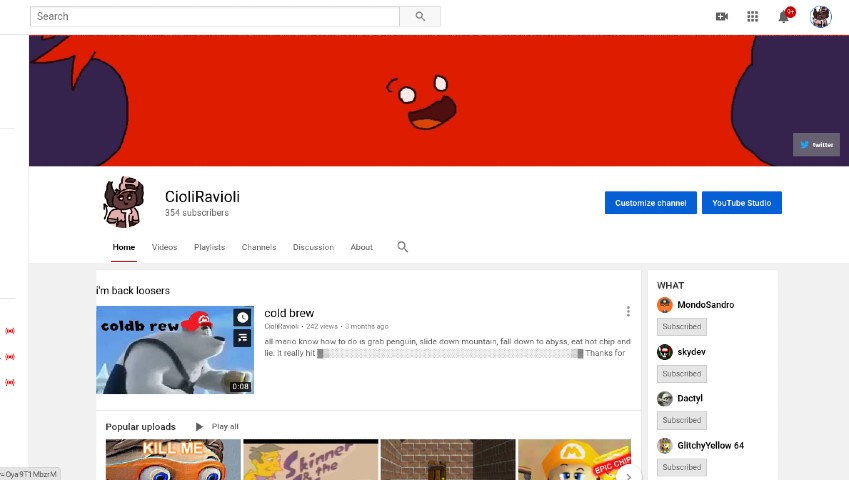 Search
9+
twitter
CioliRavioli
354 subscribers
Customize channel
YouTube Studio
Home Videos Playlists Channels Discussion About
i'm back loosers
coldb rew
0:08
cold brew
CioliRavioli • 242 views • 3 months ago
all mario know how to do is grab penguin, slide down mountain, fall down to abyss, eat hot chip and
lie. it really hit Thanks for
WHAT
MondoSandro
Subscribed
skydev
Subscribed
Dactyl
Subscribed
GlitchyYellow 64
Subscribed
Popular uploads Play all
KILL ME
Skinner
& the
EPIC CHIP
v=Oya9T1MbzrM